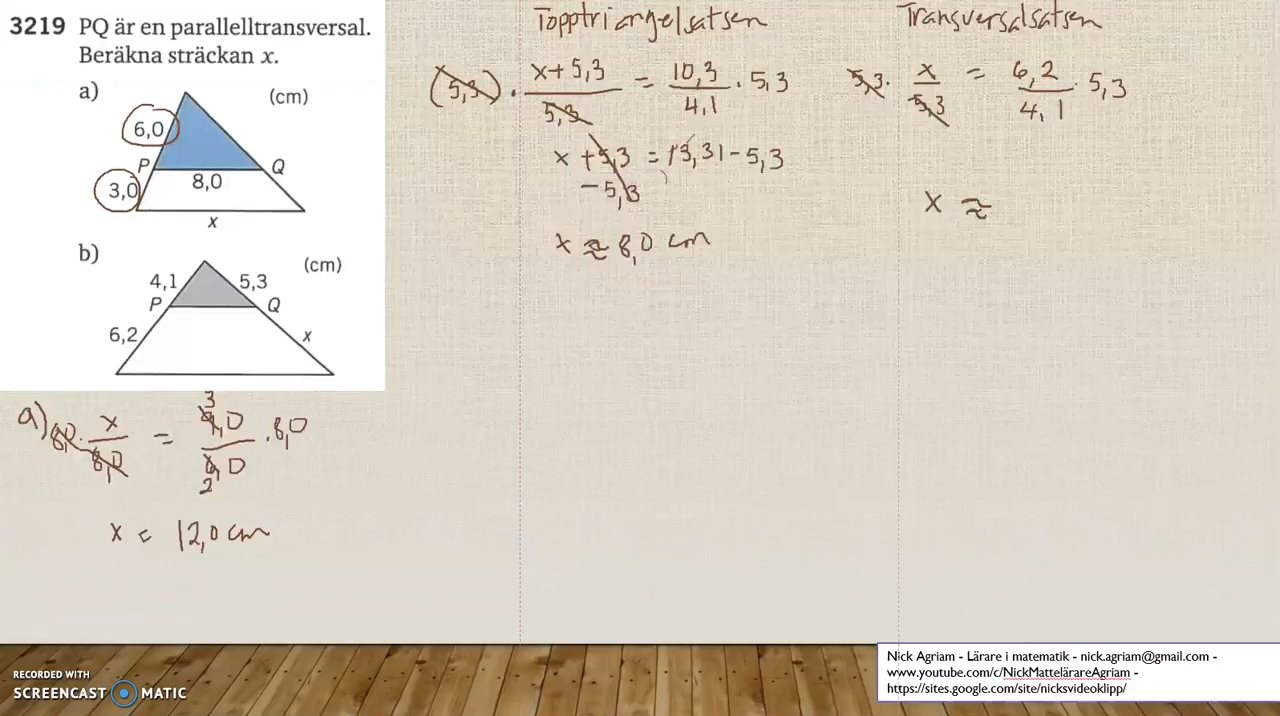 3219 PQ är en parallelltransversal.
Beräkna sträckan x.
a)
(cm)
6,0
P
Q
3,0
8,0
x
b)
(cm)
4,1
5,3
P
Q
6,2
x
a) 8,0 · x/8,0 = 9,0/6,0 · 8,0
3
2
x = 12,0 cm
Topptriangelsatsen
(5,3) · x + 5,3/5,3 = 10,3/4,1 · 5,3
x + 5,3 = 13,31 - 5,3
- 5,3
x ≈ 8,0 cm
Transversalsatsen
5,3 · x/5,3 = 6,2/4,1 · 5,3
x ≈
RECORDED WITH
SCREENCAST MATIC
Nick Agriam - Lärare i matematik - nick.agriam@gmail.com -
www.youtube.com/c/NickMattelärareAgriam -
https://sites.google.com/site/nicksvideoklipp/